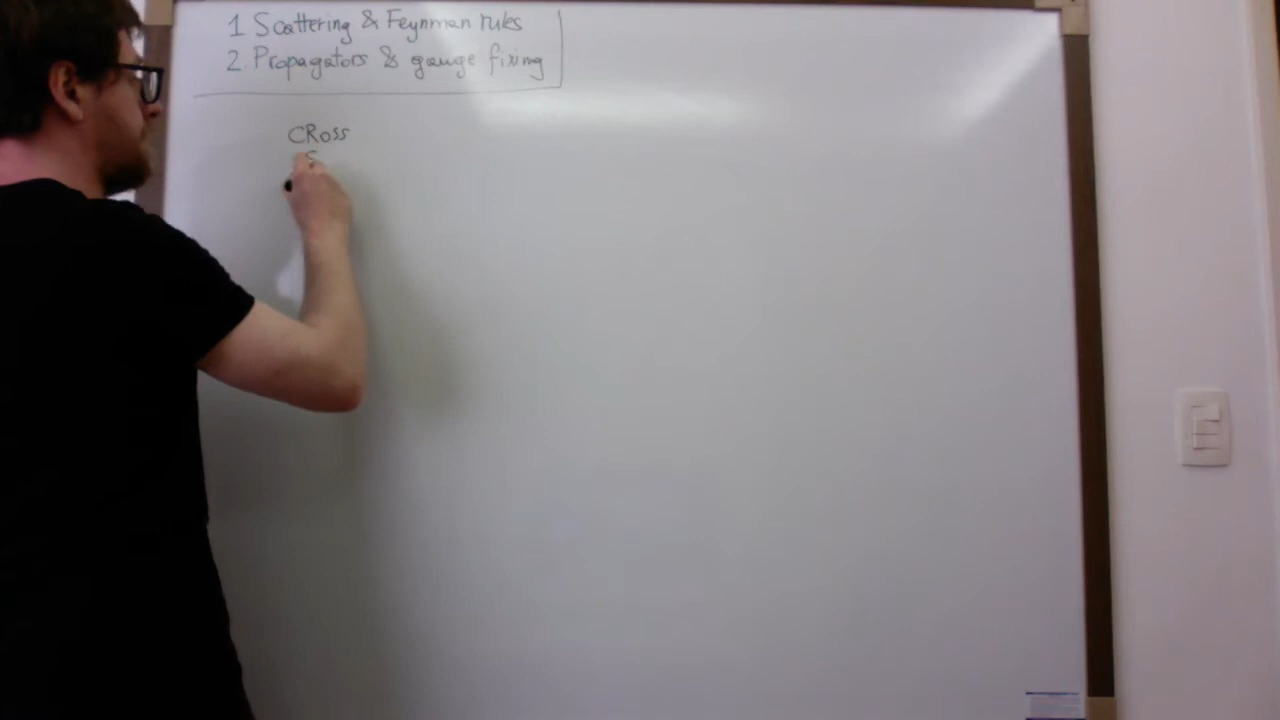 1 Scattering & Feynman rules
2. Propagators & gauge fixing
CRoss
S